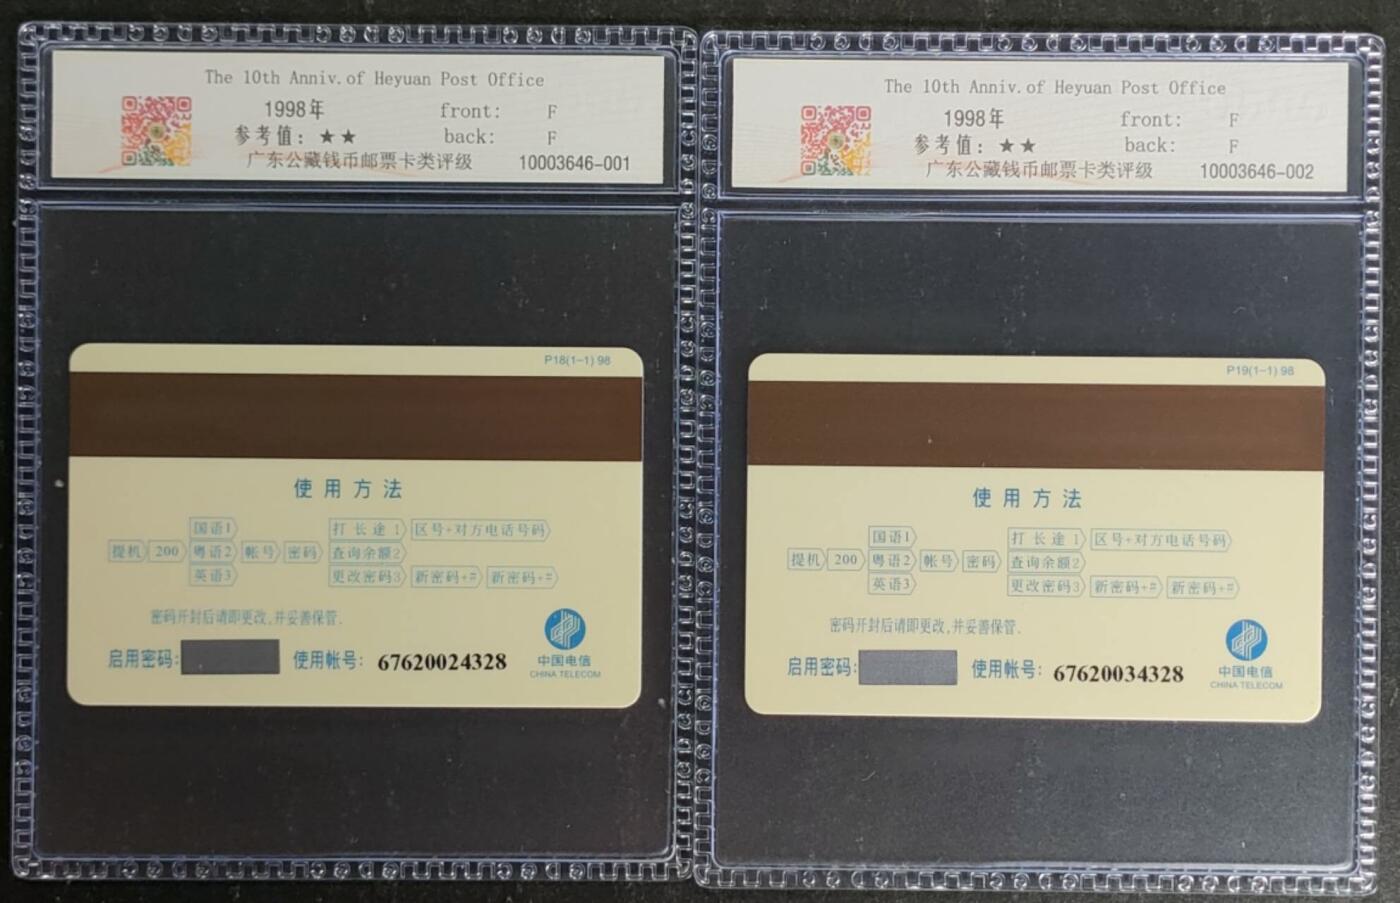 The 10th Anniv.of Heyuan Post Office
1998年 front: F
参考值：★★ back: F
广东公藏钱币邮票卡类评级 10003646-001
P18(1-1) 98
使用方法
国语1 打长途1 区号+对方电话号码
提机 200 粤语2 帐号 密码 查询余额2
英语3 更改密码3 新密码+# 新密码+#
密码开封后请即更改,并妥善保管.
启用密码: 使用帐号: 67620024328
中国电信
CHINA TELECOM
The 10th Anniv.of Heyuan Post Office
1998年 front: F
参考值：★★ back: F
广东公藏钱币邮票卡类评级 10003646-002
P19(1-1) 98
使用方法
国语1 打长途1 区号+对方电话号码
提机 200 粤语2 帐号 密码 查询余额2
英语3 更改密码3 新密码+# 新密码+#
密码开封后请即更改,并妥善保管.
启用密码: 使用帐号: 67620034328
中国电信
CHINA TELECOM